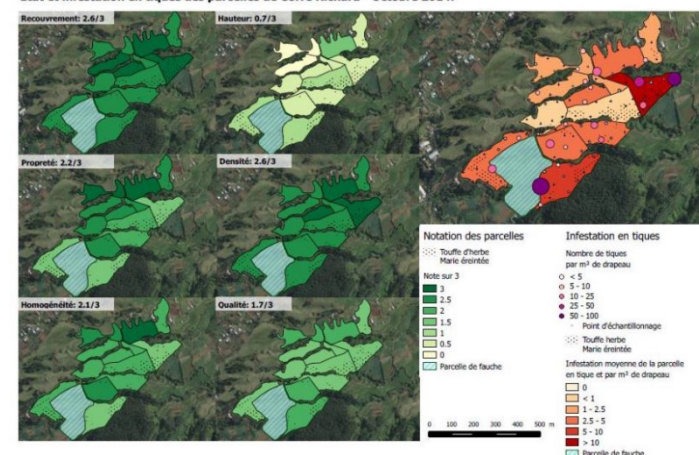 Recouvrement: 2.6/3
Hauteur: 0.7/3
Propreté: 2.2/3
Densité: 2.6/3
Homogénéité: 2.1/3
Qualité: 1.7/3
Notation des parcelles
Touffe d'herbe
Marie éreintée
Note sur 3
3
2.5
2
1.5
1
0.5
0
Parcelle de fauche
0 100 200 300 400 500 m
Infestation en tiques
Nombre de tiques
par m² de drapeau
< 5
5 - 10
10 - 25
25 - 50
50 - 100
Point d'échantillonnage
Touffe herbe
Marie éreintée
Infestation moyenne de la parcelle
en tique et par m² de drapeau
0
< 1
1 - 2.5
2.5 - 5
5 - 10
> 10
Parcelle de fauche